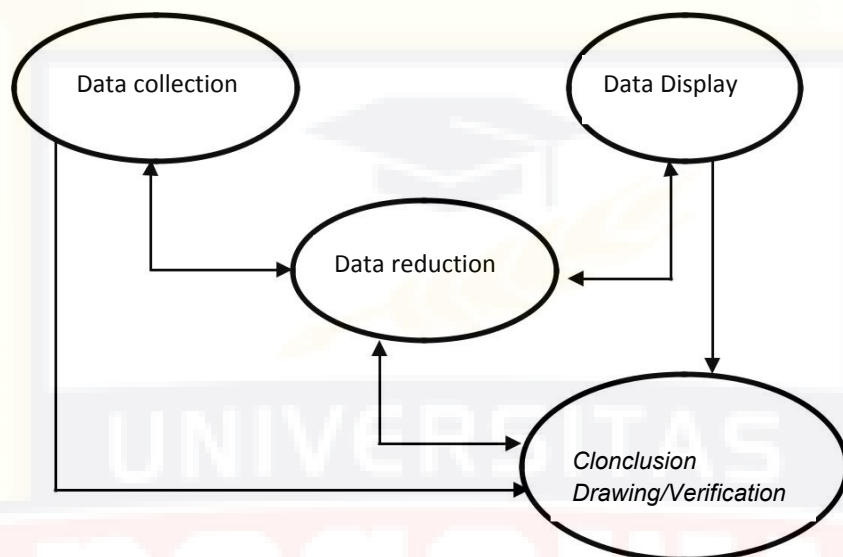 Data collection
Data Display
Data reduction
UNIVERSITAS
Clonclusion
Drawing/Verification